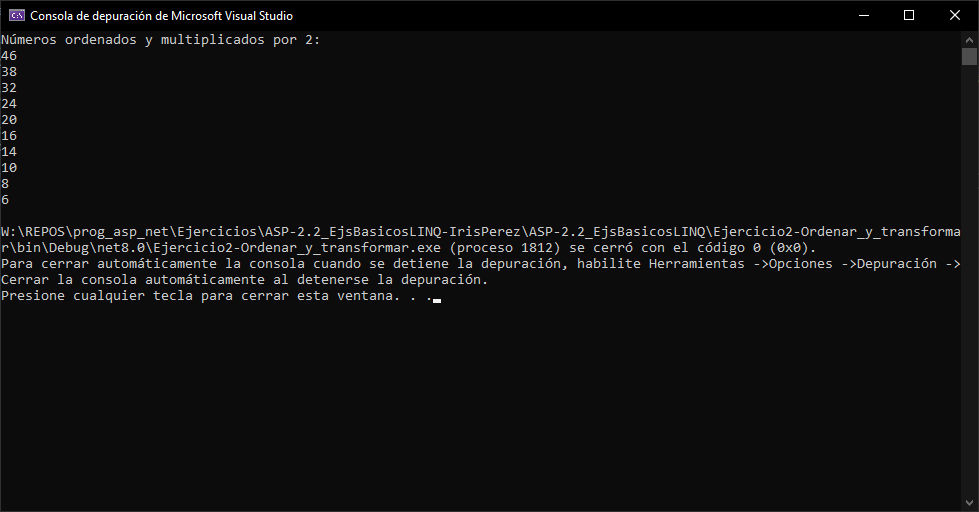 Consola de depuración de Microsoft Visual Studio
Números ordenados y multiplicados por 2:
46
38
32
24
20
16
14
10
8
6
W:\REPOS\prog_asp_net\Ejercicios\ASP-2.2_EjsBasicosLINQ-IrisPerez\ASP-2.2_EjsBasicosLINQ\Ejercicio2-Ordenar_y_transforma
r\bin\Debug\net8.0\Ejercicio2-Ordenar_y_transformar.exe (proceso 1812) se cerró con el código 0 (0x0).
Para cerrar automáticamente la consola cuando se detiene la depuración, habilite Herramientas ->Opciones ->Depuración ->
Cerrar la consola automáticamente al detenerse la depuración.
Presione cualquier tecla para cerrar esta ventana. . .